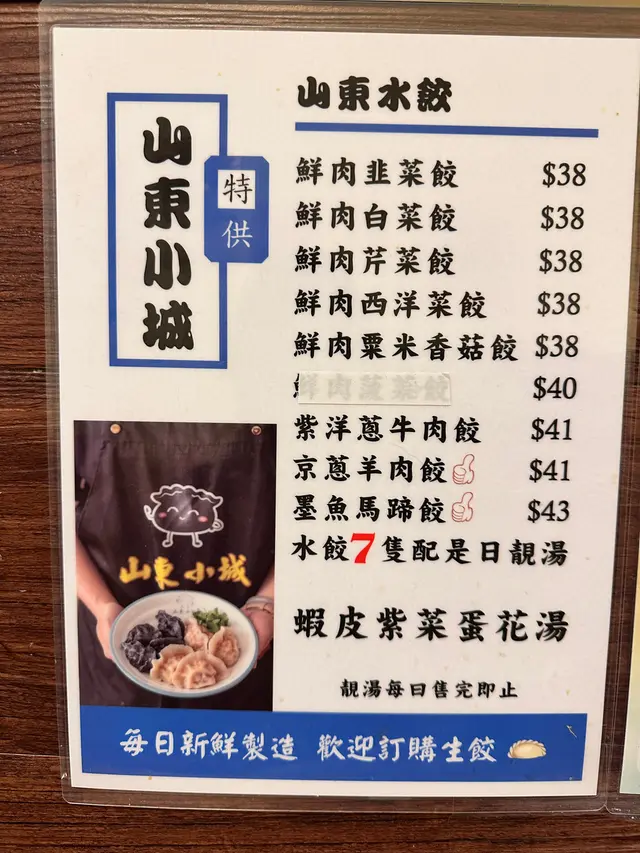 山東小城
特供
山東水餃
鮮肉韭菜餃 $38
鮮肉白菜餃 $38
鮮肉芹菜餃 $38
鮮肉西洋菜餃 $38
鮮肉粟米香菇餃 $38
$40
紫洋蔥牛肉餃 $41
京蔥羊肉餃 $41
墨魚馬蹄餃 $43
水餃7隻配是日靚湯
蝦皮紫菜蛋花湯
靚湯每日售完即止
山東小城
每日新鮮製造 歡迎訂購生餃